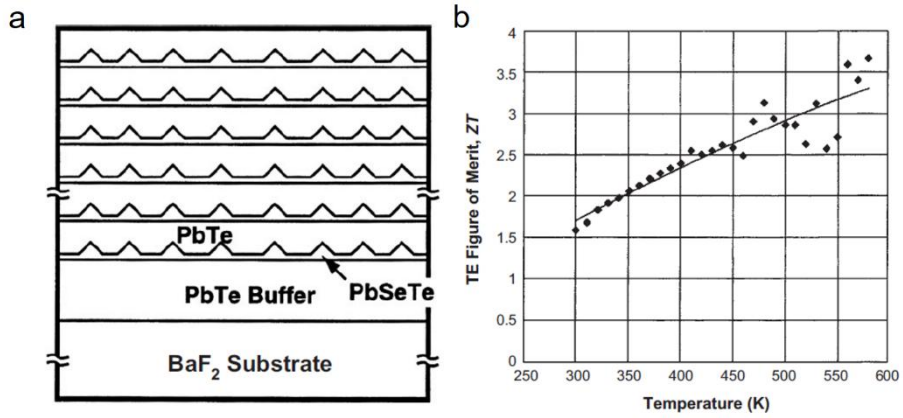 a
PbTe
PbTe Buffer
PbSeTe
BaF₂ Substrate
b
TE Figure of Merit, ZT
4
3.5
3
2.5
2
1.5
1
0.5
0
250 300 350 400 450 500 550 600
Temperature (K)